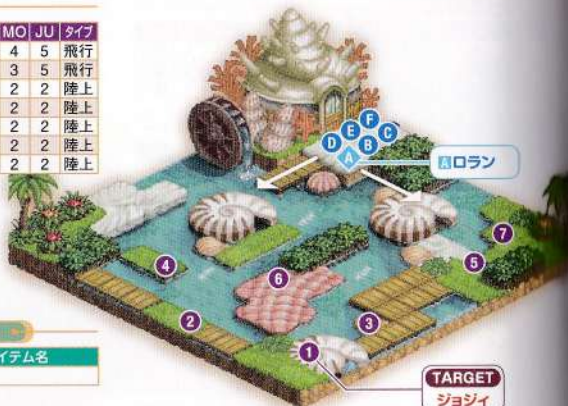 MO JU タイプ
4 5 飛行
3 5 飛行
2 2 陸上
2 2 陸上
2 2 陸上
2 2 陸上
2 2 陸上
F
E C
D B
A
A ロラン
7
4 5
6
2 3
1
イテム名
TARGET
ジョジィ